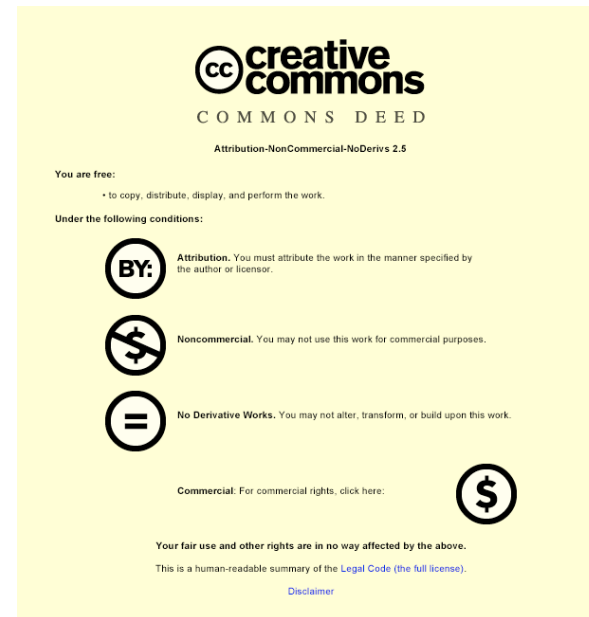 cc creative
commons
COMMONS DEED
Attribution-NonCommercial-NoDerivs 2.5
You are free:
• to copy, distribute, display, and perform the work.
Under the following conditions:
BY:
Attribution. You must attribute the work in the manner specified by
the author or licensor.
$
Noncommercial. You may not use this work for commercial purposes.
=
No Derivative Works. You may not alter, transform, or build upon this work.
Commercial: For commercial rights, click here:
$
Your fair use and other rights are in no way affected by the above.
This is a human-readable summary of the Legal Code (the full license).
Disclaimer